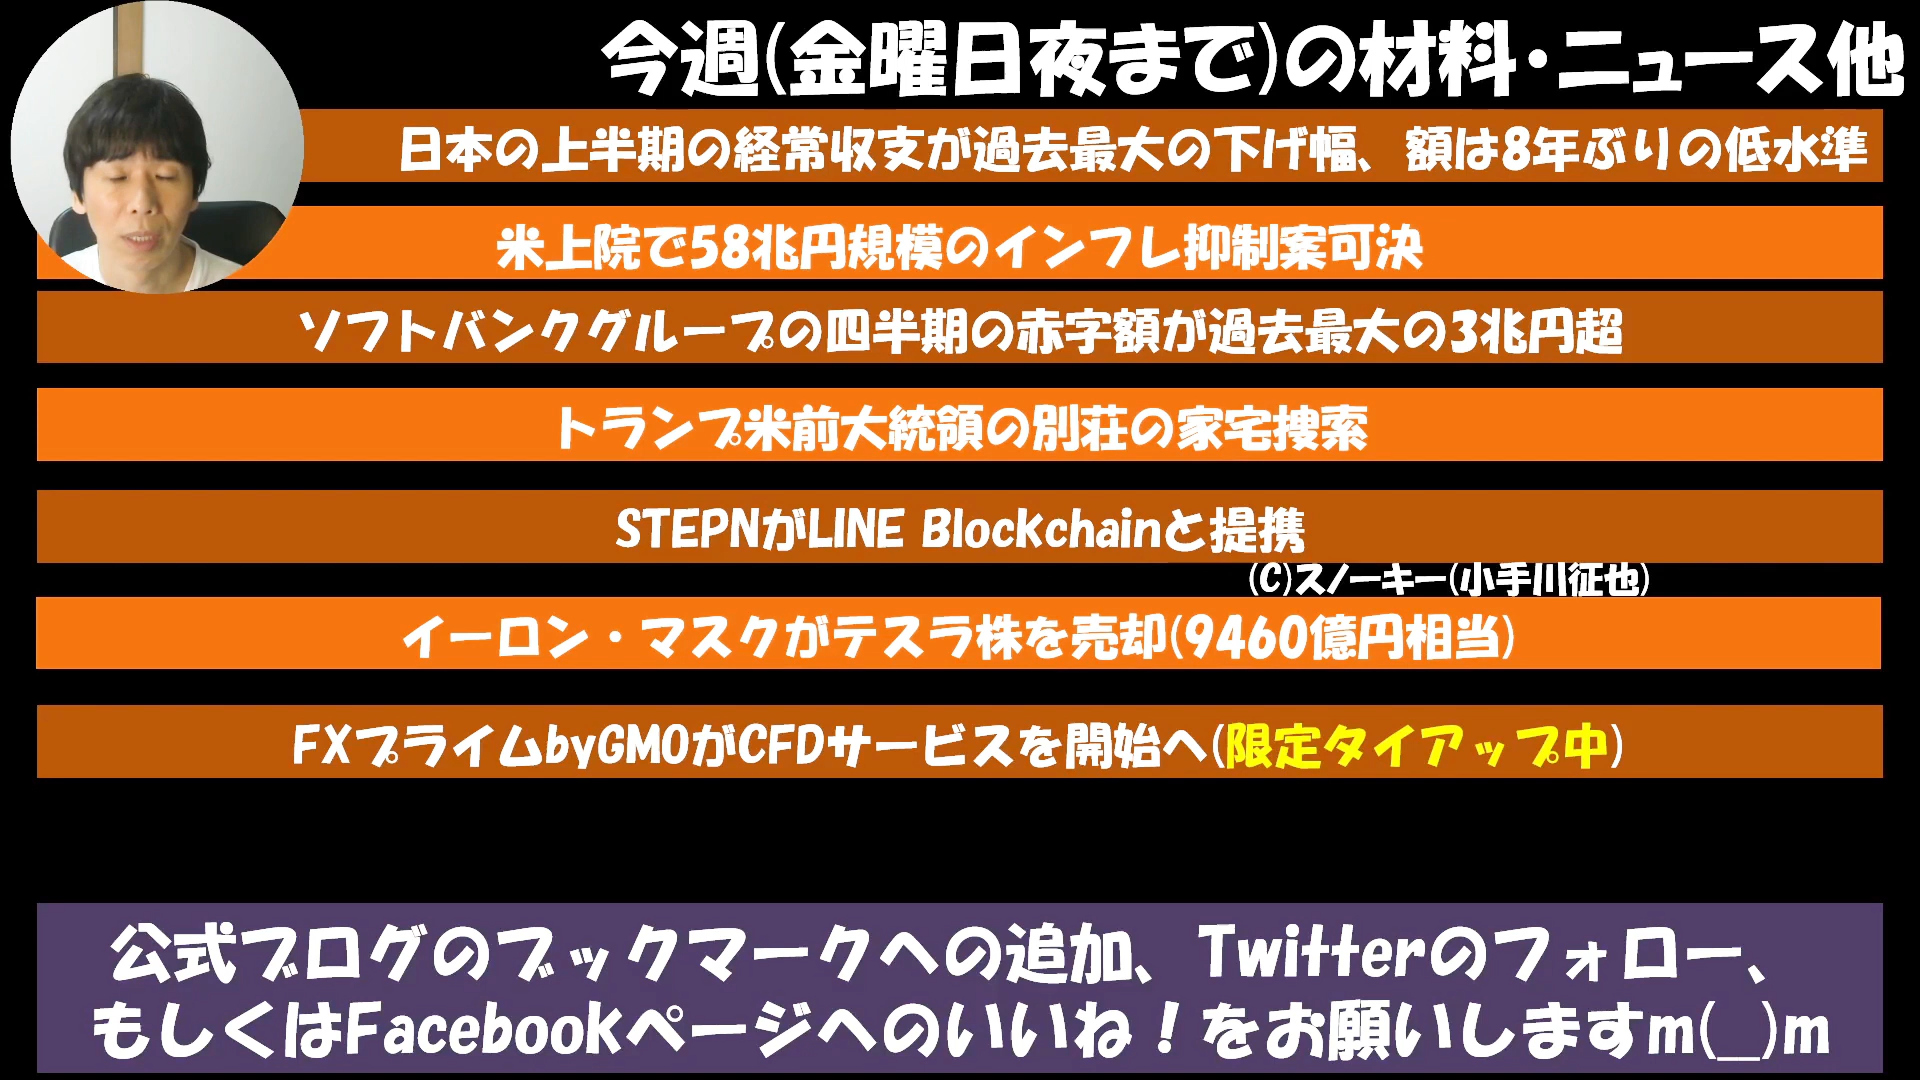 今週(金曜日夜まで)の材料・ニュース他
日本の上半期の経常収支が過去最大の下げ幅、額は8年ぶりの低水準
米上院で58兆円規模のインフレ抑制案可決
ソフトバンクグループの四半期の赤字額が過去最大の3兆円超
トランプ米前大統領の別荘の家宅捜索
STEPNがLINE Blockchainと提携
(C)スノーキー(小手川征也)
イーロン・マスクがテスラ株を売却(9460億円相当)
FXプライムbyGMOがCFDサービスを開始へ(限定タイアップ中)
公式ブログのブックマークへの追加、Twitterのフォロー、
もしくはFacebookページへのいいね！をお願いしますm(__)m